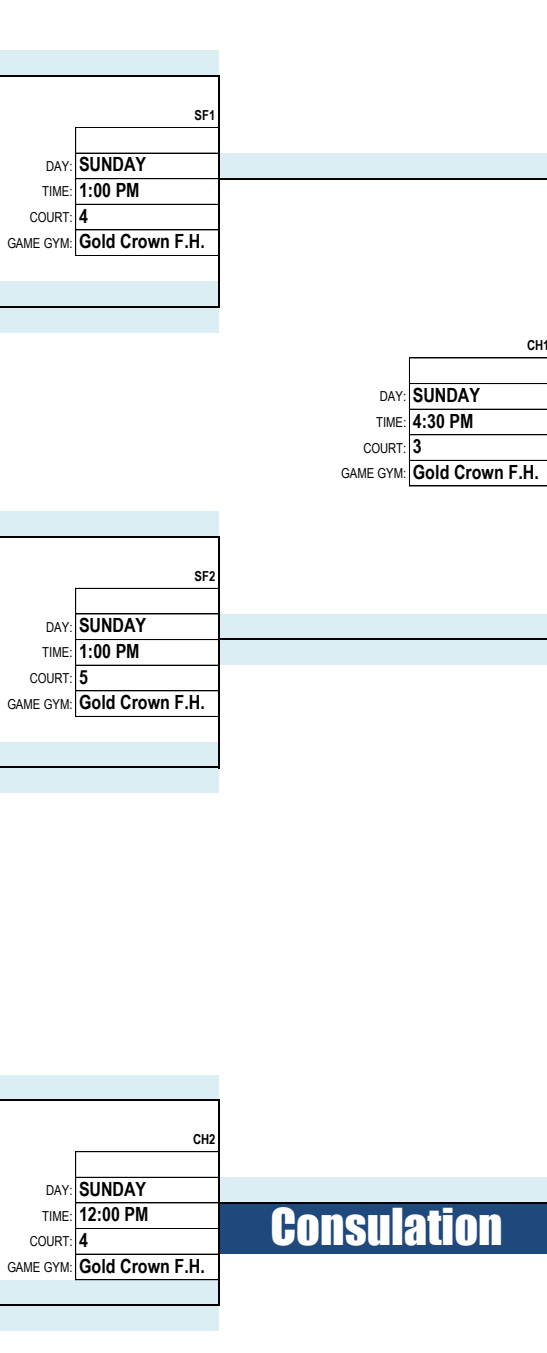 SF1
DAY: SUNDAY
TIME: 1:00 PM
COURT: 4
GAME GYM: Gold Crown F.H.
CH1
DAY: SUNDAY
TIME: 4:30 PM
COURT: 3
GAME GYM: Gold Crown F.H.
SF2
DAY: SUNDAY
TIME: 1:00 PM
COURT: 5
GAME GYM: Gold Crown F.H.
CH2
DAY: SUNDAY
TIME: 12:00 PM
COURT: 4
GAME GYM: Gold Crown F.H.
Consulation